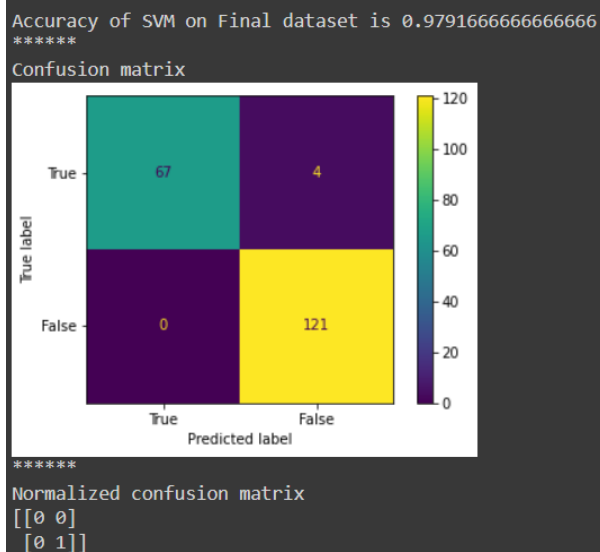 Accuracy of SVM on Final dataset is 0.9791666666666666
******
Confusion matrix
120
100
True
67
4
80
True label
60
40
False
0
121
20
0
True
False
Predicted label
******
Normalized confusion matrix
[[0 0]
[0 1]]